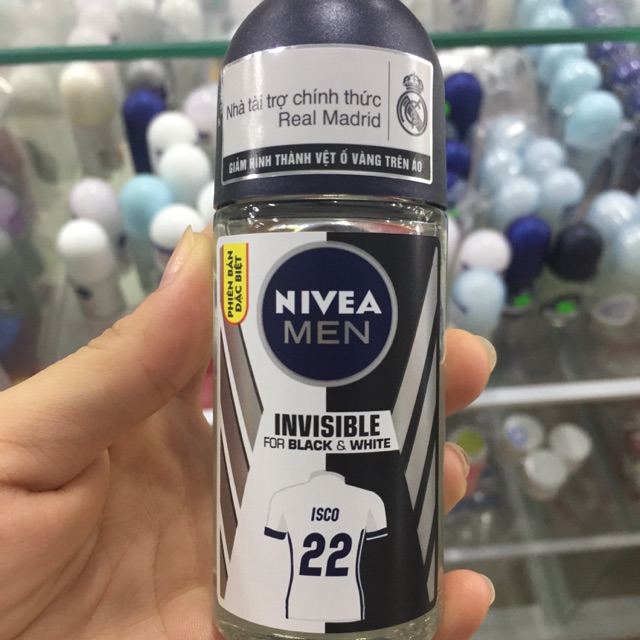 Nhà tài trợ chính thức
Real Madrid
GIẢM HÌNH THÀNH VỆT Ố VÀNG TRÊN ÁO
PHIÊN BẢN
ĐẶC BIỆT
NIVEA
MEN
INVISIBLE
FOR BLACK & WHITE
ISCO
22